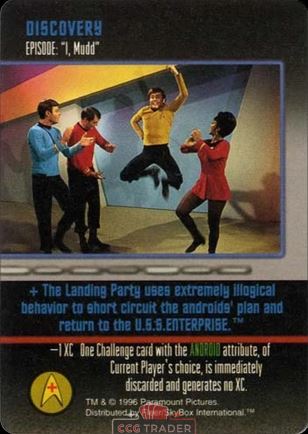 DISCOVERY
EPISODE: "I, Mudd"
+ The Landing Party uses extremely illogical
behavior to short circuit the androids' plan and
return to the U.S.S.ENTERPRISE.™
–1 XC One Challenge card with the ANDROID attribute, of
Current Player's choice, is immediately
discarded and generates no XC.
TM & © 1996 Paramount Pictures.
Distributed by SkyBox International.™
CCG TRADER